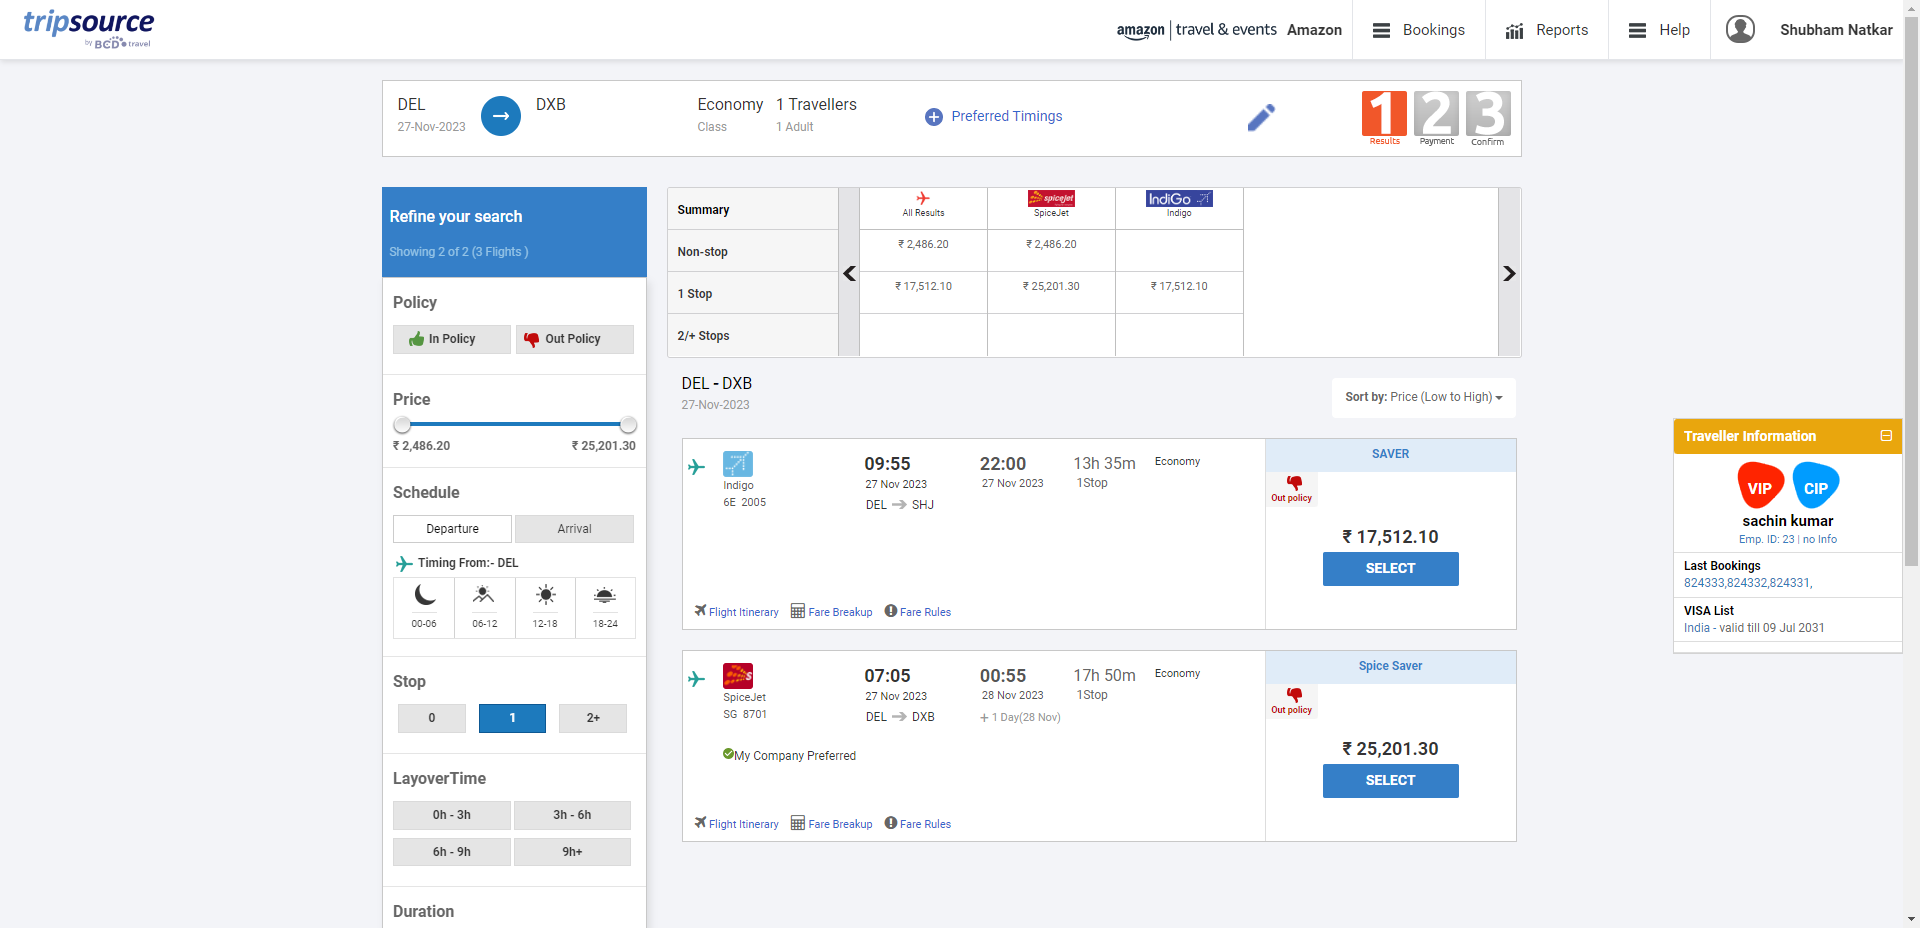 tripsource
by BCD travel
amazon | travel & events Amazon
Bookings
Reports
Help
Shubham Natkar
DEL
27-Nov-2023
DXB
Economy
Class
1 Travellers
1 Adult
Preferred Timings
1 2 3
Results Payment Confirm
Refine your search
Showing 2 of 2 (3 Flights )
Policy
In Policy Out Policy
Price
₹ 2,486.20 ₹ 25,201.30
Schedule
Departure Arrival
Timing From:- DEL
00-06 06-12 12-18 18-24
Stop
0 1 2+
LayoverTime
0h - 3h 3h - 6h
6h - 9h 9h+
Duration
Summary All Results spicejet SpiceJet IndiGo Indigo
Non-stop ₹ 2,486.20 ₹ 2,486.20
1 Stop ₹ 17,512.10 ₹ 25,201.30 ₹ 17,512.10
2/+ Stops
DEL - DXB
27-Nov-2023
Sort by: Price (Low to High)
Indigo
6E 2005
09:55
27 Nov 2023
DEL SHJ
22:00
27 Nov 2023
13h 35m
1Stop
Economy
SAVER
Out policy
₹ 17,512.10
SELECT
Flight Itinerary Fare Breakup Fare Rules
SpiceJet
SG 8701
07:05
27 Nov 2023
DEL DXB
00:55
28 Nov 2023
+ 1 Day(28 Nov)
17h 50m
1Stop
Economy
My Company Preferred
Spice Saver
Out policy
₹ 25,201.30
SELECT
Flight Itinerary Fare Breakup Fare Rules
Traveller Information
VIP CIP
sachin kumar
Emp. ID: 23 | no Info
Last Bookings
824333,824332,824331,
VISA List
India - valid till 09 Jul 2031